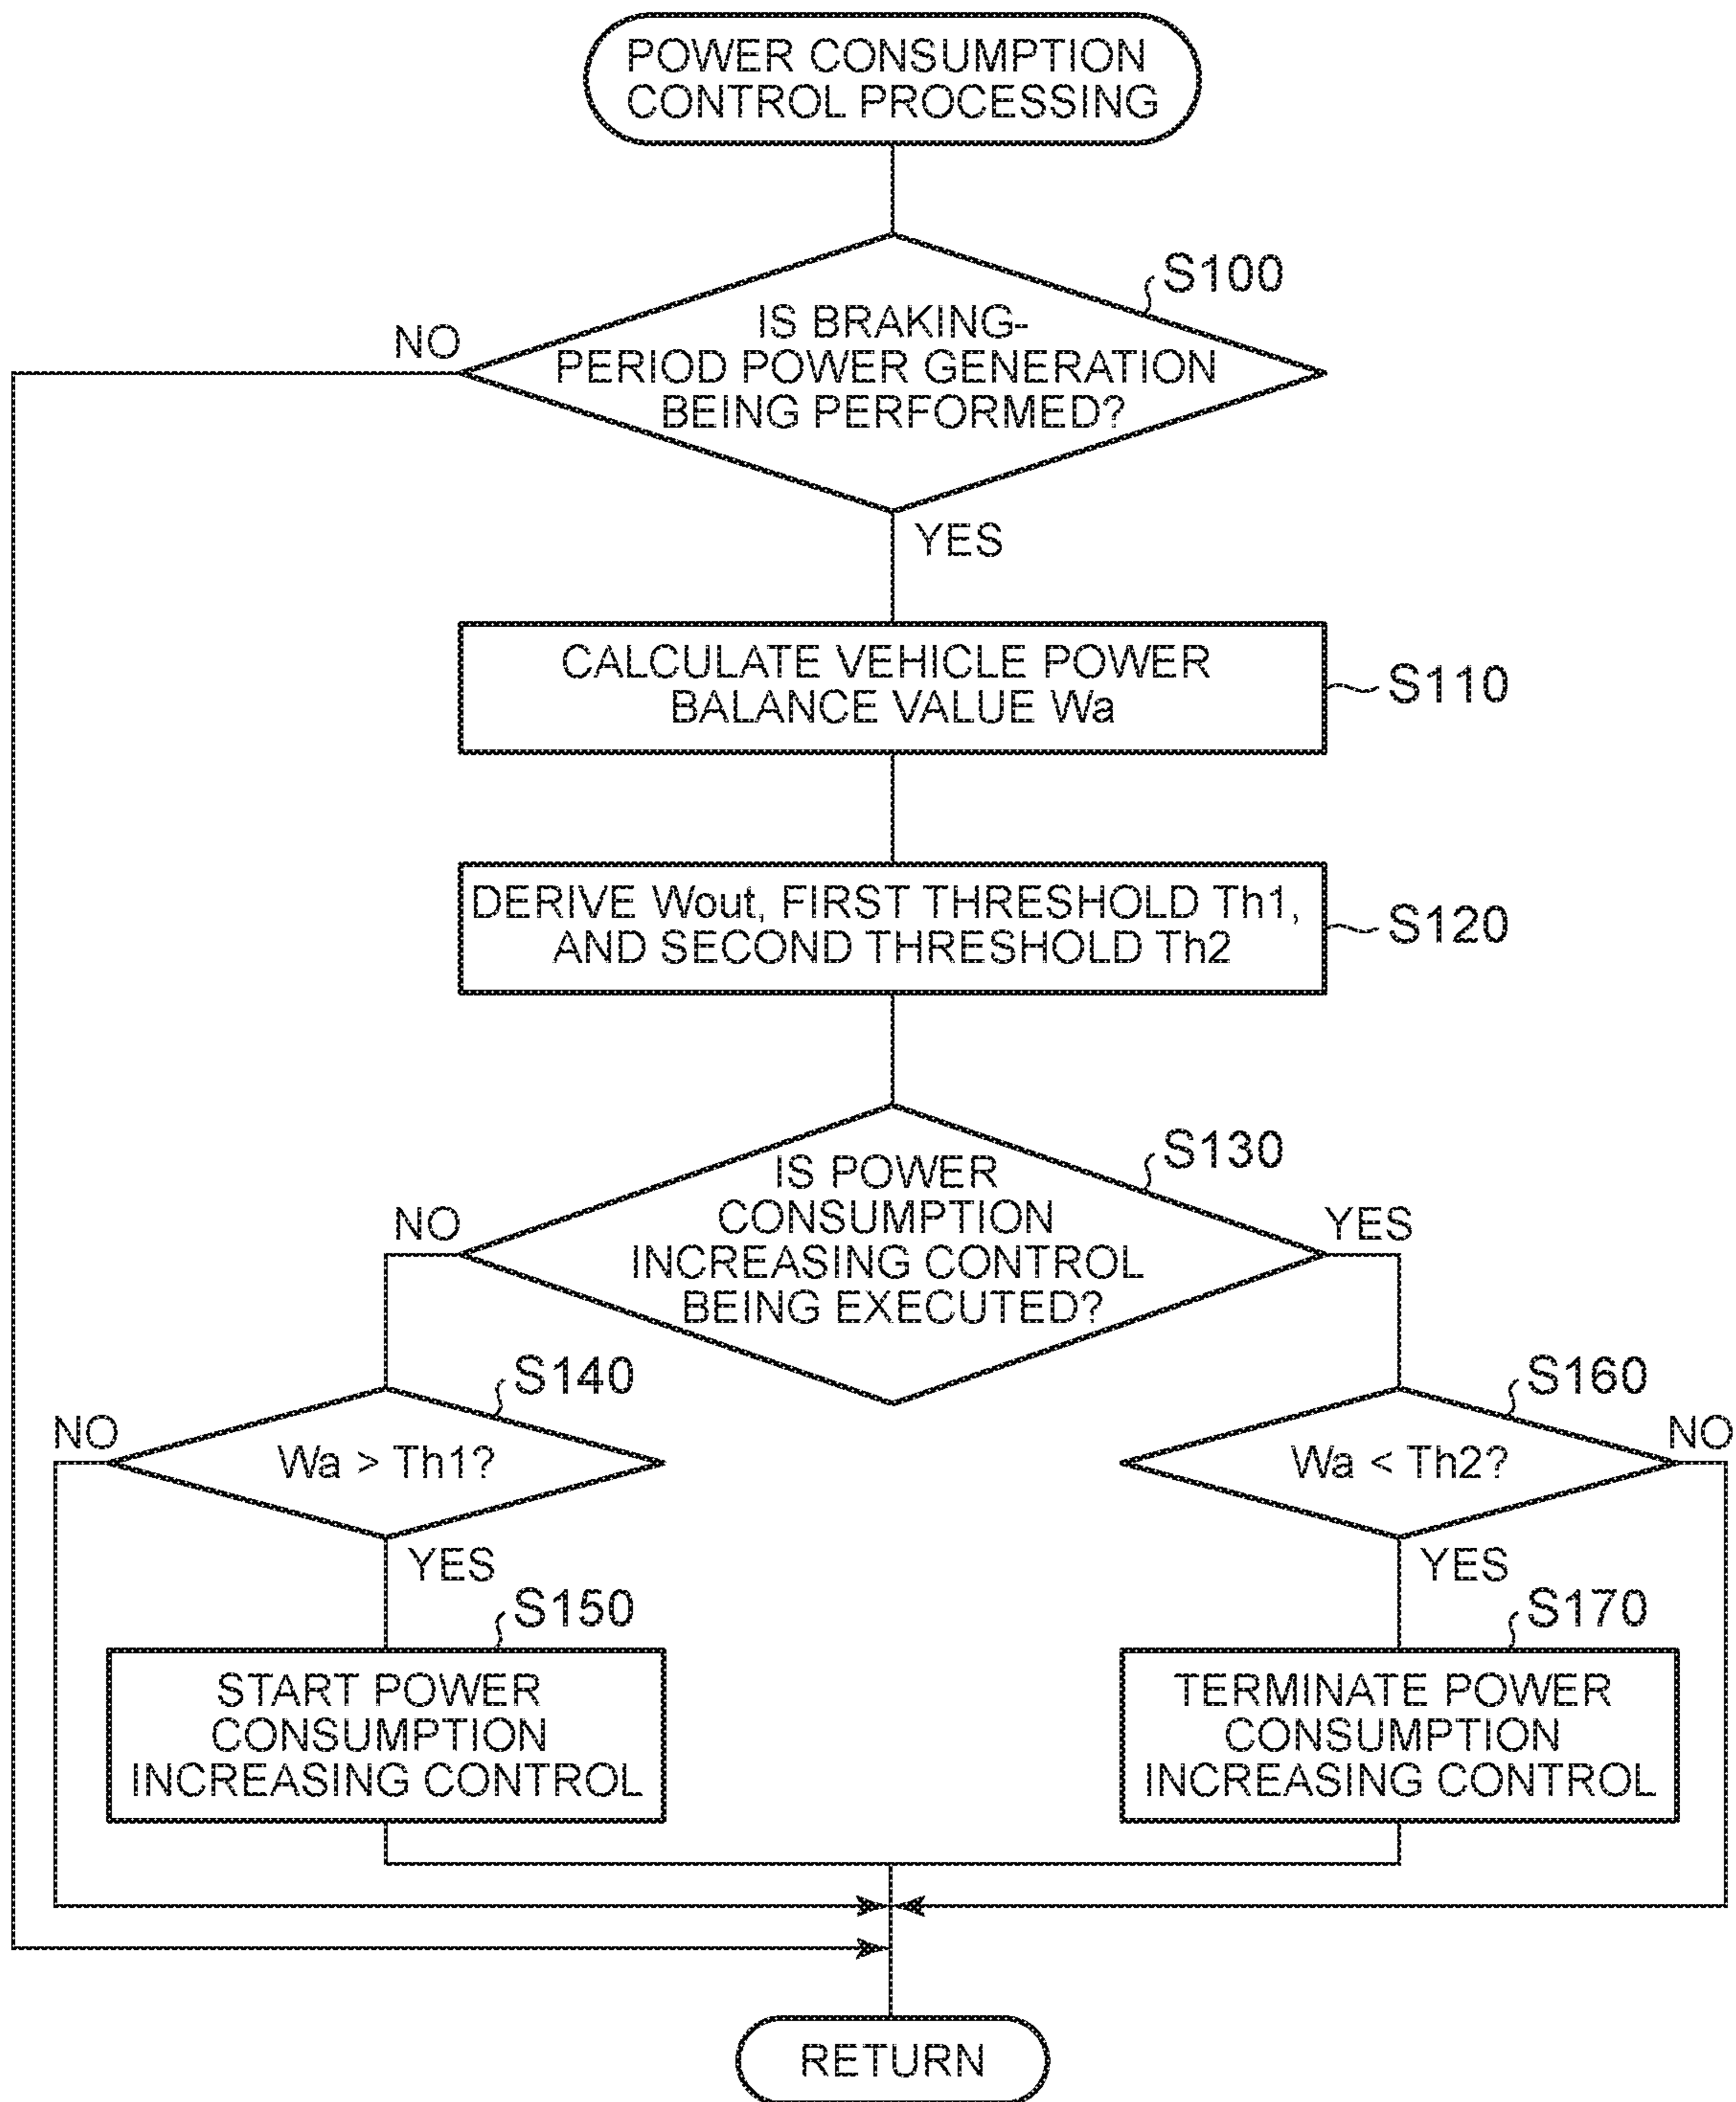 POWER CONSUMPTION
CONTROL PROCESSING
S100
NO
IS BRAKING-
PERIOD POWER GENERATION
BEING PERFORMED?
YES
CALCULATE VEHICLE POWER
BALANCE VALUE Wa
S110
DERIVE Wout, FIRST THRESHOLD Th1,
AND SECOND THRESHOLD Th2
S120
S130
IS POWER
CONSUMPTION
INCREASING CONTROL
BEING EXECUTED?
NO
YES
S140
NO
Wa > Th1?
YES
S150
START POWER
CONSUMPTION
INCREASING CONTROL
S160
NO
Wa < Th2?
YES
S170
TERMINATE POWER
CONSUMPTION
INCREASING CONTROL
RETURN